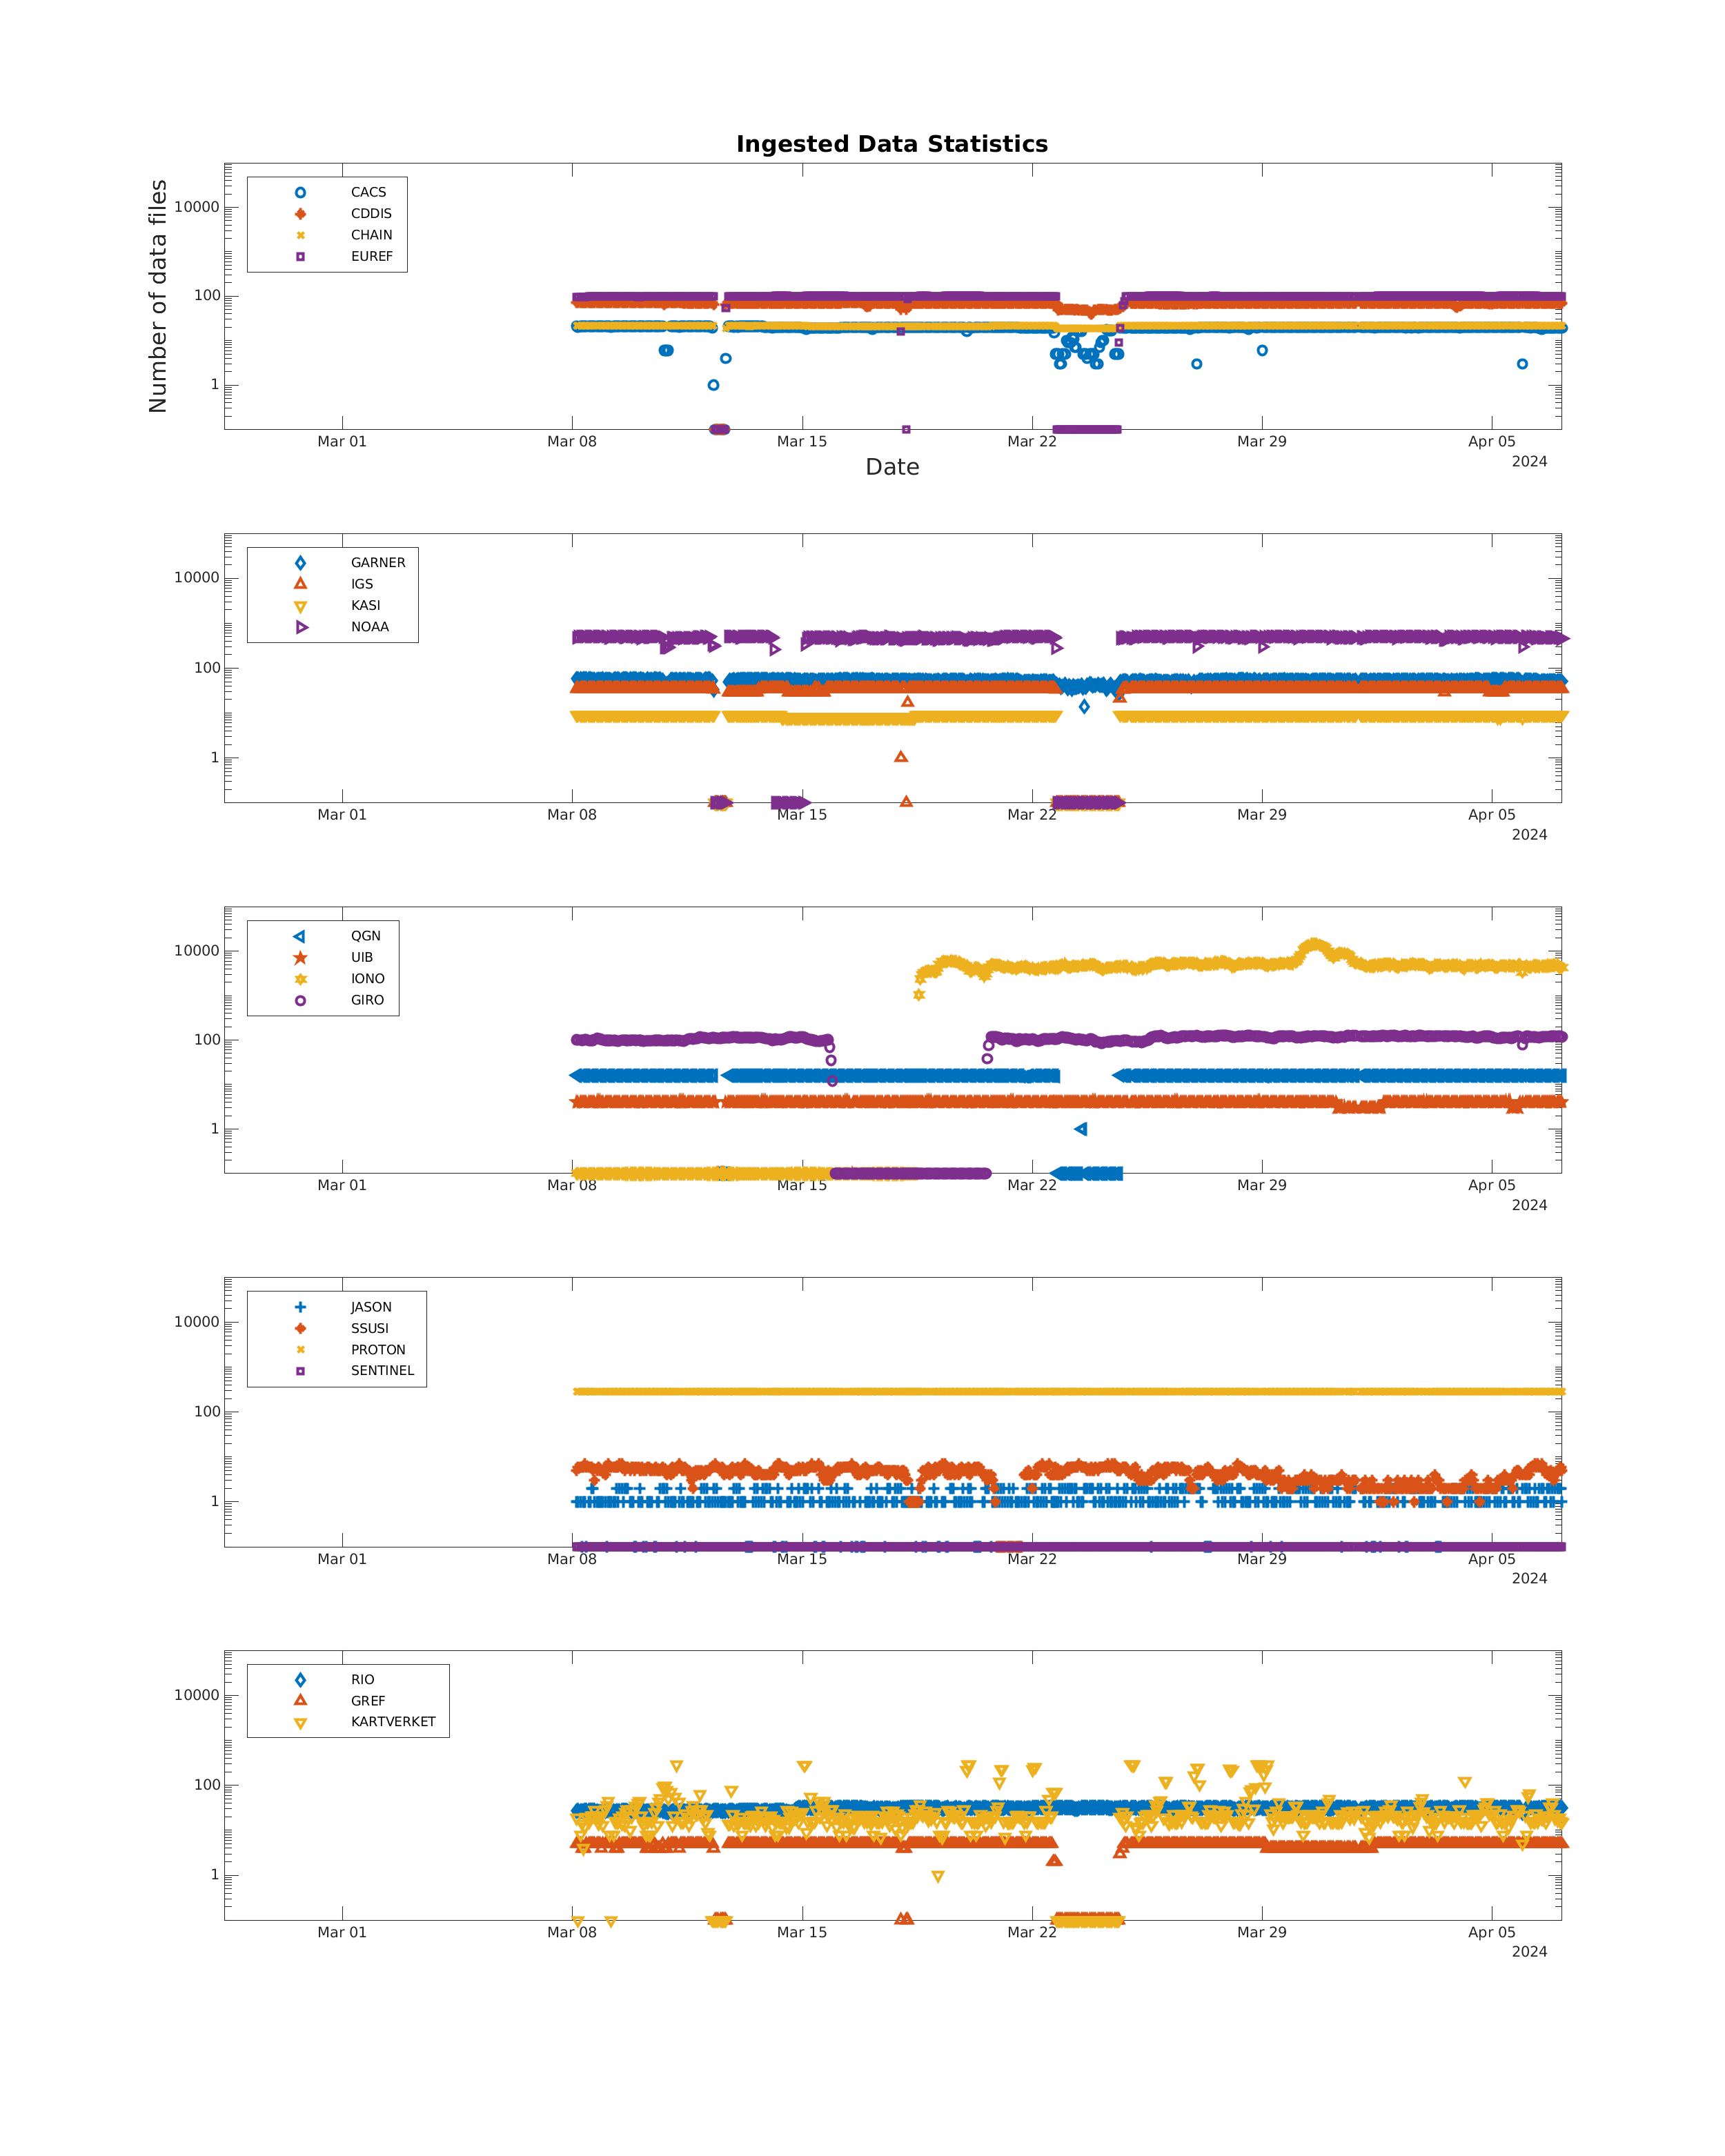 Ingested Data Statistics
Number of data files
10000
100
1
CACS
CDDIS
CHAIN
EUREF
Mar 01 Mar 08 Mar 15 Mar 22 Mar 29 Apr 05
2024
Date
10000
100
1
GARNER
IGS
KASI
NOAA
Mar 01 Mar 08 Mar 15 Mar 22 Mar 29 Apr 05
2024
10000
100
1
QGN
UIB
IONO
GIRO
Mar 01 Mar 08 Mar 15 Mar 22 Mar 29 Apr 05
2024
10000
100
1
JASON
SSUSI
PROTON
SENTINEL
Mar 01 Mar 08 Mar 15 Mar 22 Mar 29 Apr 05
2024
10000
100
1
RIO
GREF
KARTVERKET
Mar 01 Mar 08 Mar 15 Mar 22 Mar 29 Apr 05
2024